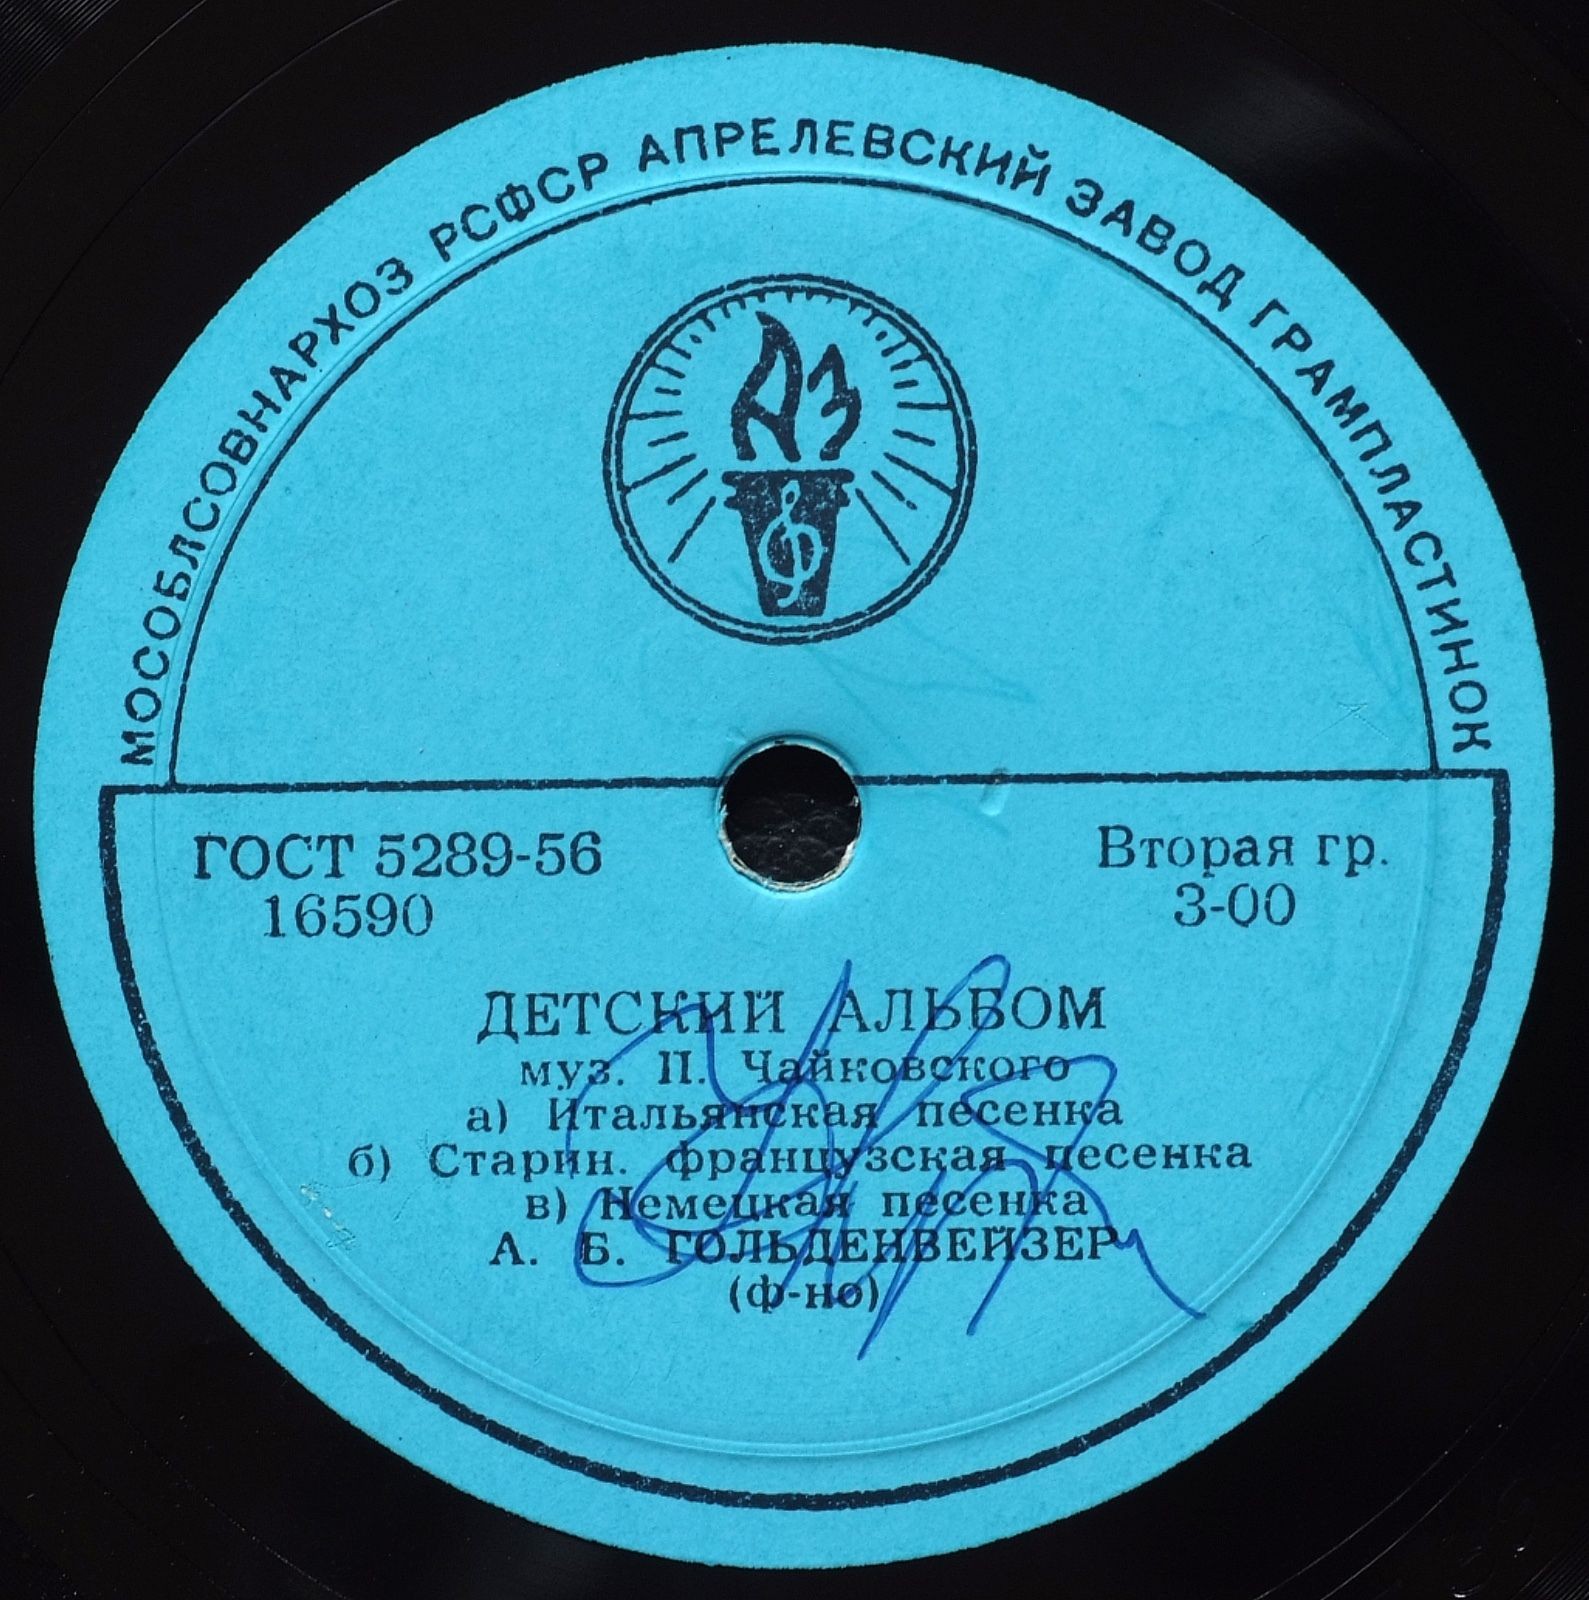 МОСОБЛСОВНАРХОЗ РСФСР АПРЕЛЕВСКИЙ ЗАВОД ГРАМПЛАСТИНОК
АЗ
ГОСТ 5289-56
16590
Вторая гр.
3-00
ДЕТСКИЙ АЛЬБОМ
муз. П. Чайковского
а) Итальянская песенка
б) Старин. французская песенка
в) Немецкая песенка
А. Б. ГОЛЬДЕНВЕЙЗЕР
(ф-но)